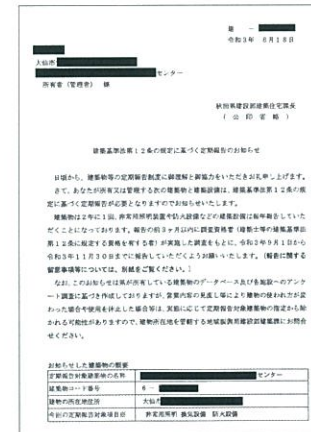 建 －
令和3年 8月18日
大仙市
センター
所有者（管理者） 様
秋田県建設部建築住宅課長
（ 公 印 省 略 ）
建築基準法第１２条の規定に基づく定期報告のお知らせ
日頃から、建築物等の定期報告制度に御理解と御協力をいただきお礼申し上げます。
さて、あなたが所有又は管理する次の建築物と建築設備は、建築基準法第１２条の規
定に基づく定期報告が必要となりますのでお知らせいたします。
建築物は２年に１回、非常用照明装置や防火設備などの建築設備は毎年報告していた
だくことになっております。報告の前３ヶ月以内に調査資格者（建築士等の建築基準法
第１２条に規定する資格を有する者）が実施した調査をもとに、令和３年９月１日から
令和３年１１月３０日までに報告していただくようお願いします。（報告に関する
留意事項等については、別紙をご覧ください。）
なお、このお知らせは県が所有している建築物のデータベース及び各施設へのアンケ
ート調査に基づき作成しておりますが、営業内容の見直し等により建物の使われ方が変
わった場合や使用を休止した場合等は、実態に応じて定期報告対象建築物の指定から除
かれる可能性がありますので、建物所在地を管轄する地域振興局建設部建築課にお問合
せください。
お知らせした建築物の概要
定期報告対象建築物の名称 センター
建築物コード番号 6 －
建物の所在地住所 大仙市
今回の定期報告対象項目 非常用照明 換気設備 防火設備